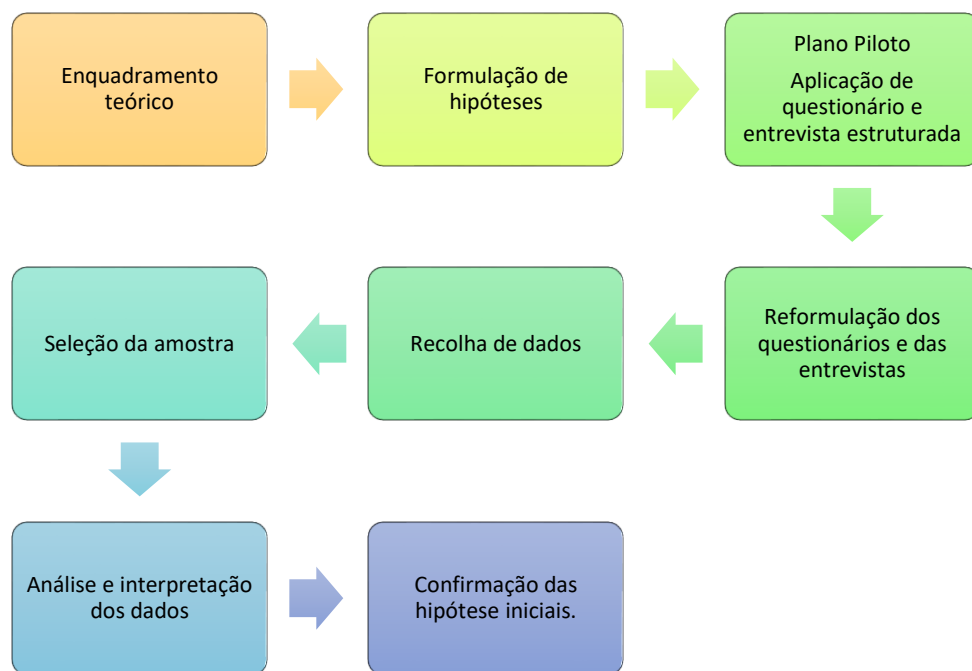 Enquadramento
teórico
Formulação de
hipóteses
Plano Piloto
Aplicação de
questionário e
entrevista estruturada
Reformulação dos
questionários e das
entrevistas
Recolha de dados
Seleção da amostra
Análise e interpretação
dos dados
Confirmação das
hipótese iniciais.